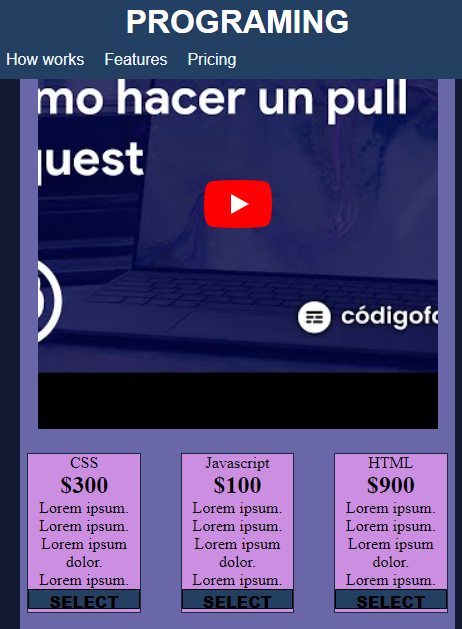 PROGRAMING
How works Features Pricing
mo hacer un pull
quest
códigofa
CSS
$300
Lorem ipsum.
Lorem ipsum.
Lorem ipsum
dolor.
Lorem ipsum.
SELECT
Javascript
$100
Lorem ipsum.
Lorem ipsum.
Lorem ipsum
dolor.
Lorem ipsum.
SELECT
HTML
$900
Lorem ipsum.
Lorem ipsum.
Lorem ipsum
dolor.
Lorem ipsum.
SELECT